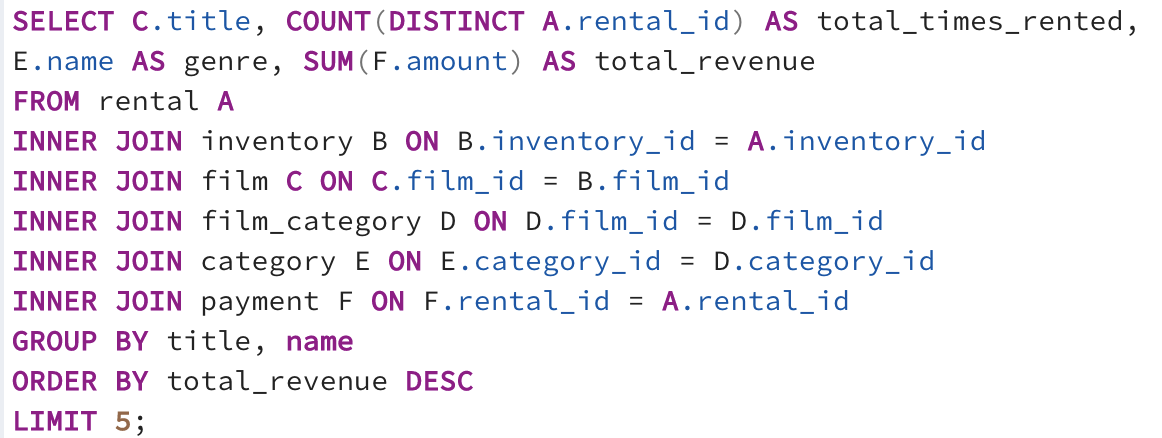 SELECT C.title, COUNT(DISTINCT A.rental_id) AS total_times_rented,
E.name AS genre, SUM(F.amount) AS total_revenue
FROM rental A
INNER JOIN inventory B ON B.inventory_id = A.inventory_id
INNER JOIN film C ON C.film_id = B.film_id
INNER JOIN film_category D ON D.film_id = D.film_id
INNER JOIN category E ON E.category_id = D.category_id
INNER JOIN payment F ON F.rental_id = A.rental_id
GROUP BY title, name
ORDER BY total_revenue DESC
LIMIT 5;